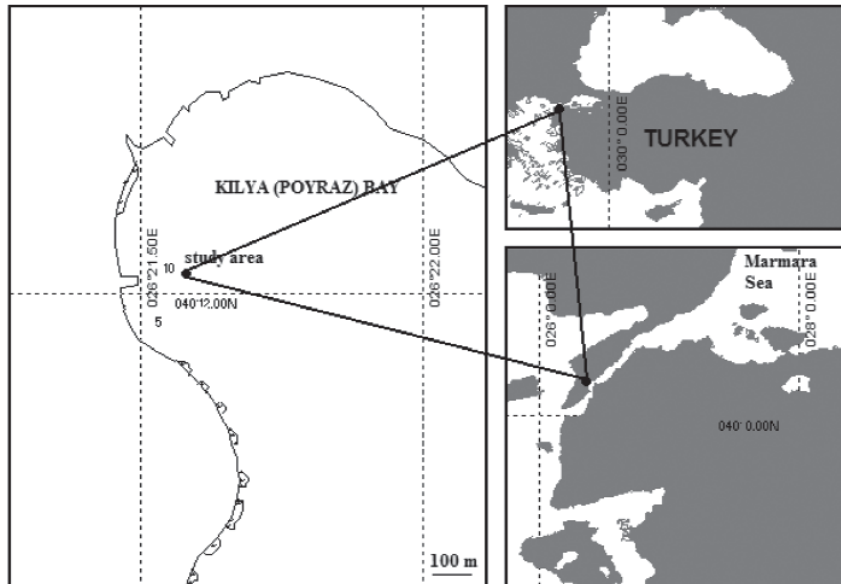 KILYA (POYRAZ) BAY
026°21.50E
026°22.00E
study area
10
040°12.00N
5
100 m
030° 0.00E
TURKEY
Marmara
Sea
026° 0.00E
028° 0.00E
040° 0.00N